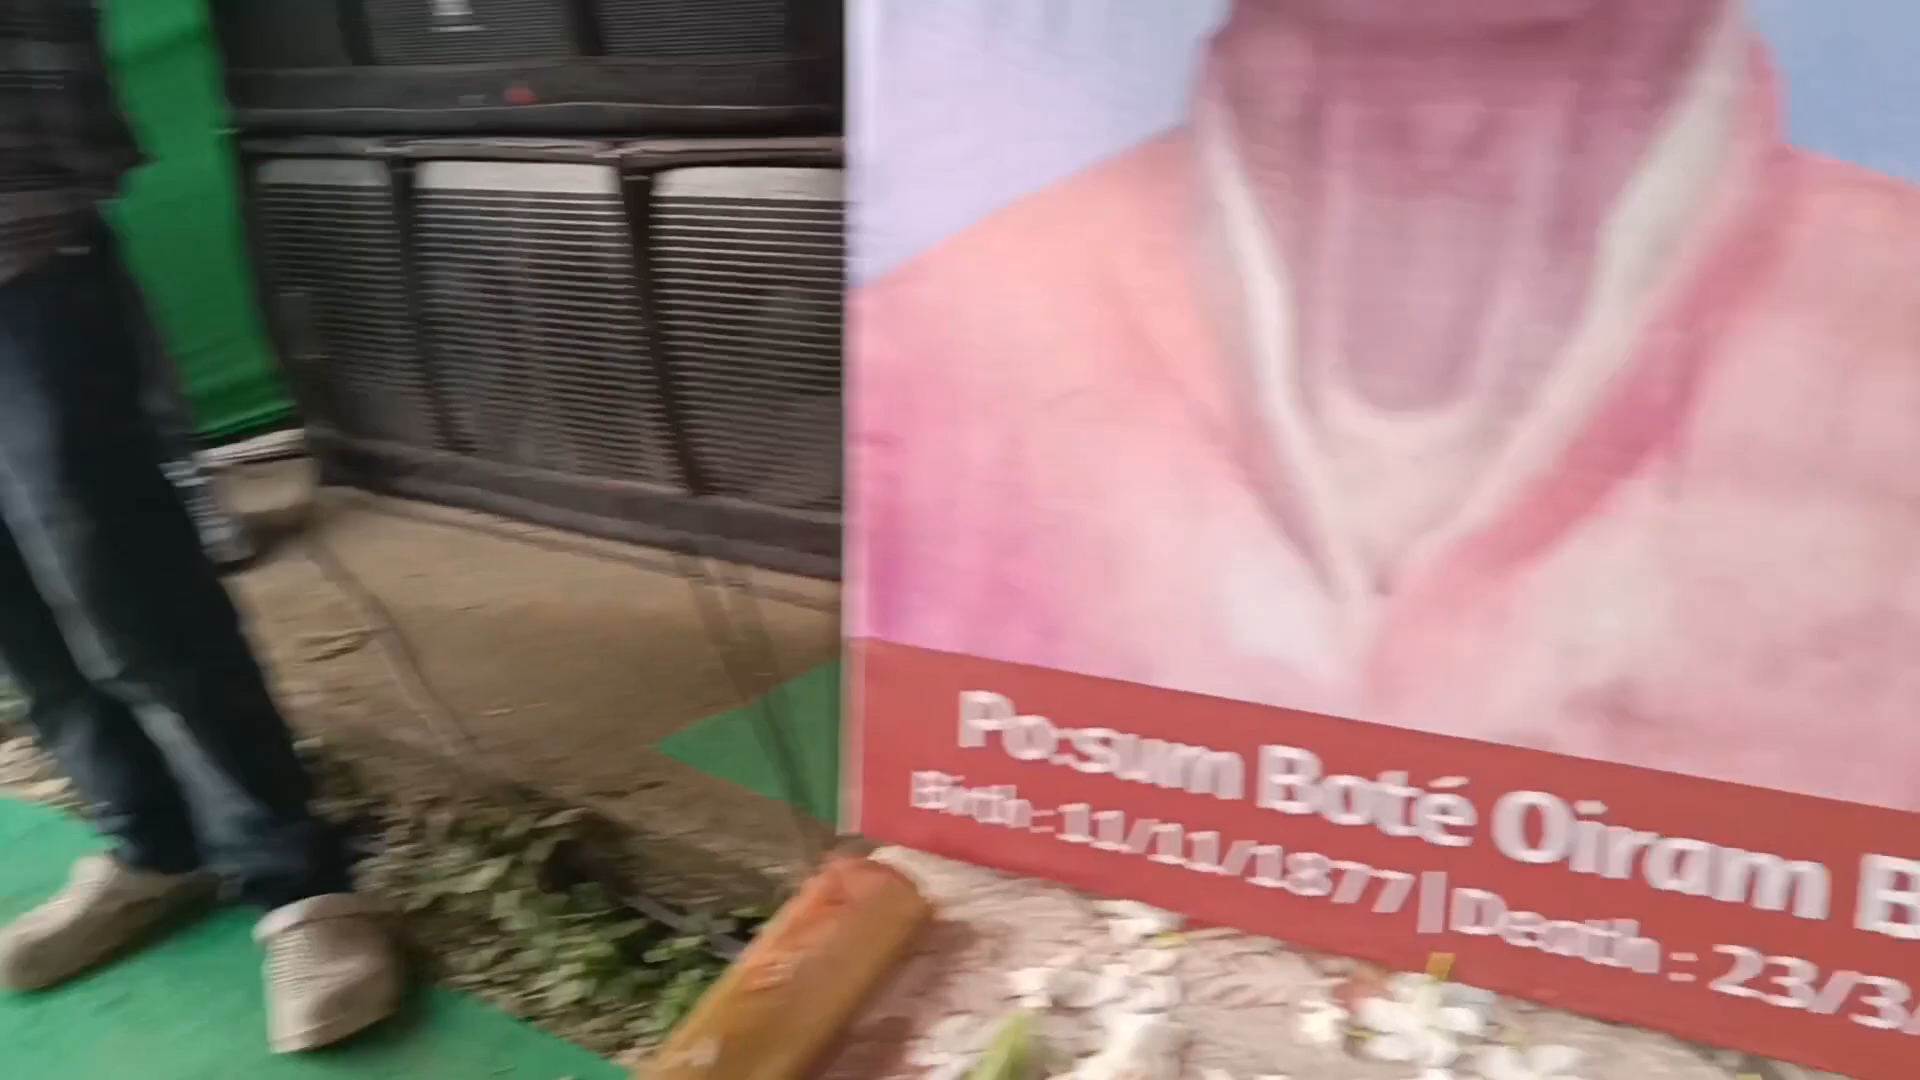 Po:sum Boté Oiram B
Birth : 11/11/1877 | Death : 23/3/